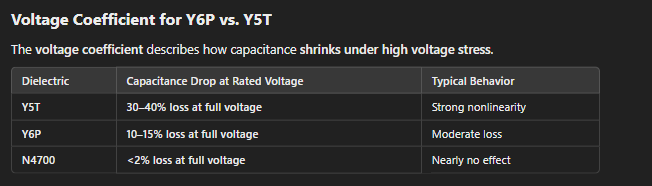 Voltage Coefficient for Y6P vs. Y5T
The voltage coefficient describes how capacitance shrinks under high voltage stress.
Dielectric Capacitance Drop at Rated Voltage Typical Behavior
Y5T 30–40% loss at full voltage Strong nonlinearity
Y6P 10–15% loss at full voltage Moderate loss
N4700 <2% loss at full voltage Nearly no effect